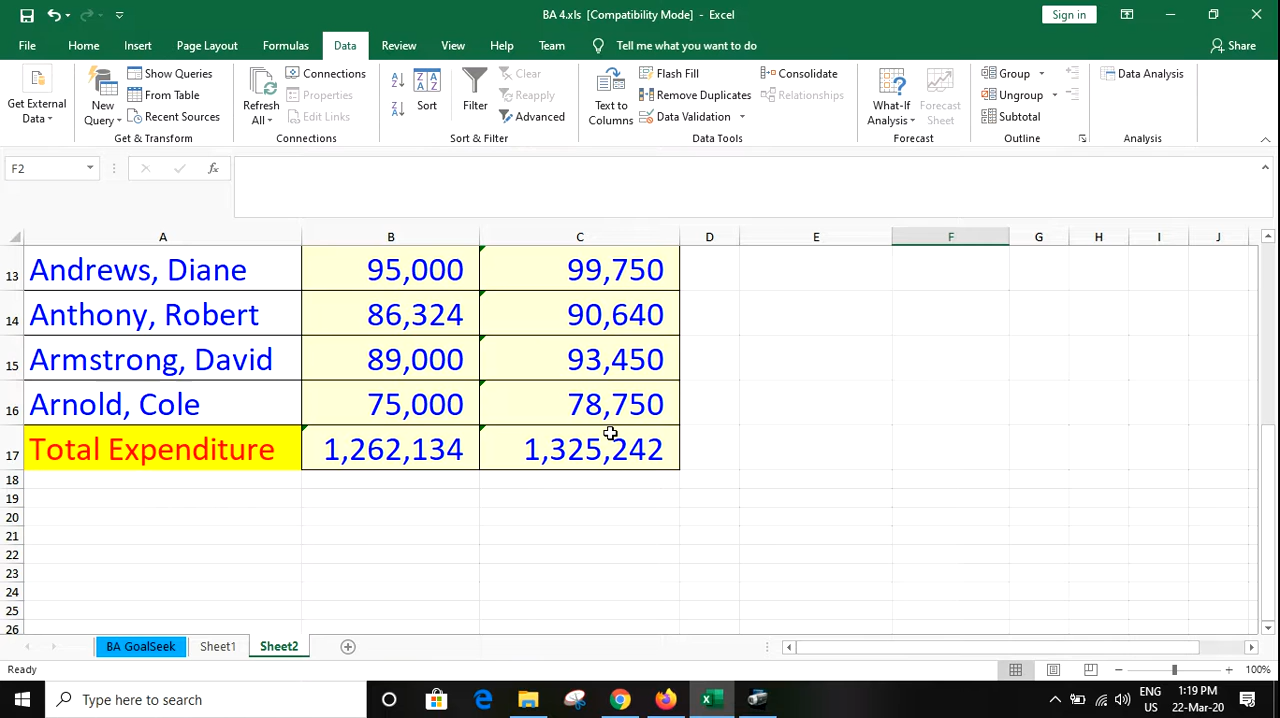 BA 4.xls [Compatibility Mode] - Excel
Sign in
File Home Insert Page Layout Formulas Data Review View Help Team Tell me what you want to do Share
Get External Data
New Query
Show Queries
From Table
Recent Sources
Get & Transform
Refresh All
Connections
Properties
Edit Links
Connections
Sort
Filter
Clear
Reapply
Advanced
Sort & Filter
Text to Columns
Flash Fill
Remove Duplicates
Data Validation
Consolidate
Relationships
Data Tools
What-If Analysis
Forecast Sheet
Forecast
Group
Ungroup
Subtotal
Outline
Data Analysis
Analysis
F2 fx
A B C D E F G H I J
13 Andrews, Diane 95,000 99,750
14 Anthony, Robert 86,324 90,640
15 Armstrong, David 89,000 93,450
16 Arnold, Cole 75,000 78,750
17 Total Expenditure 1,262,134 1,325,242
18
19
20
21
22
23
24
25
26
BA GoalSeek Sheet1 Sheet2
Ready 100%
Type here to search
ENG US
1:19 PM
22-Mar-20